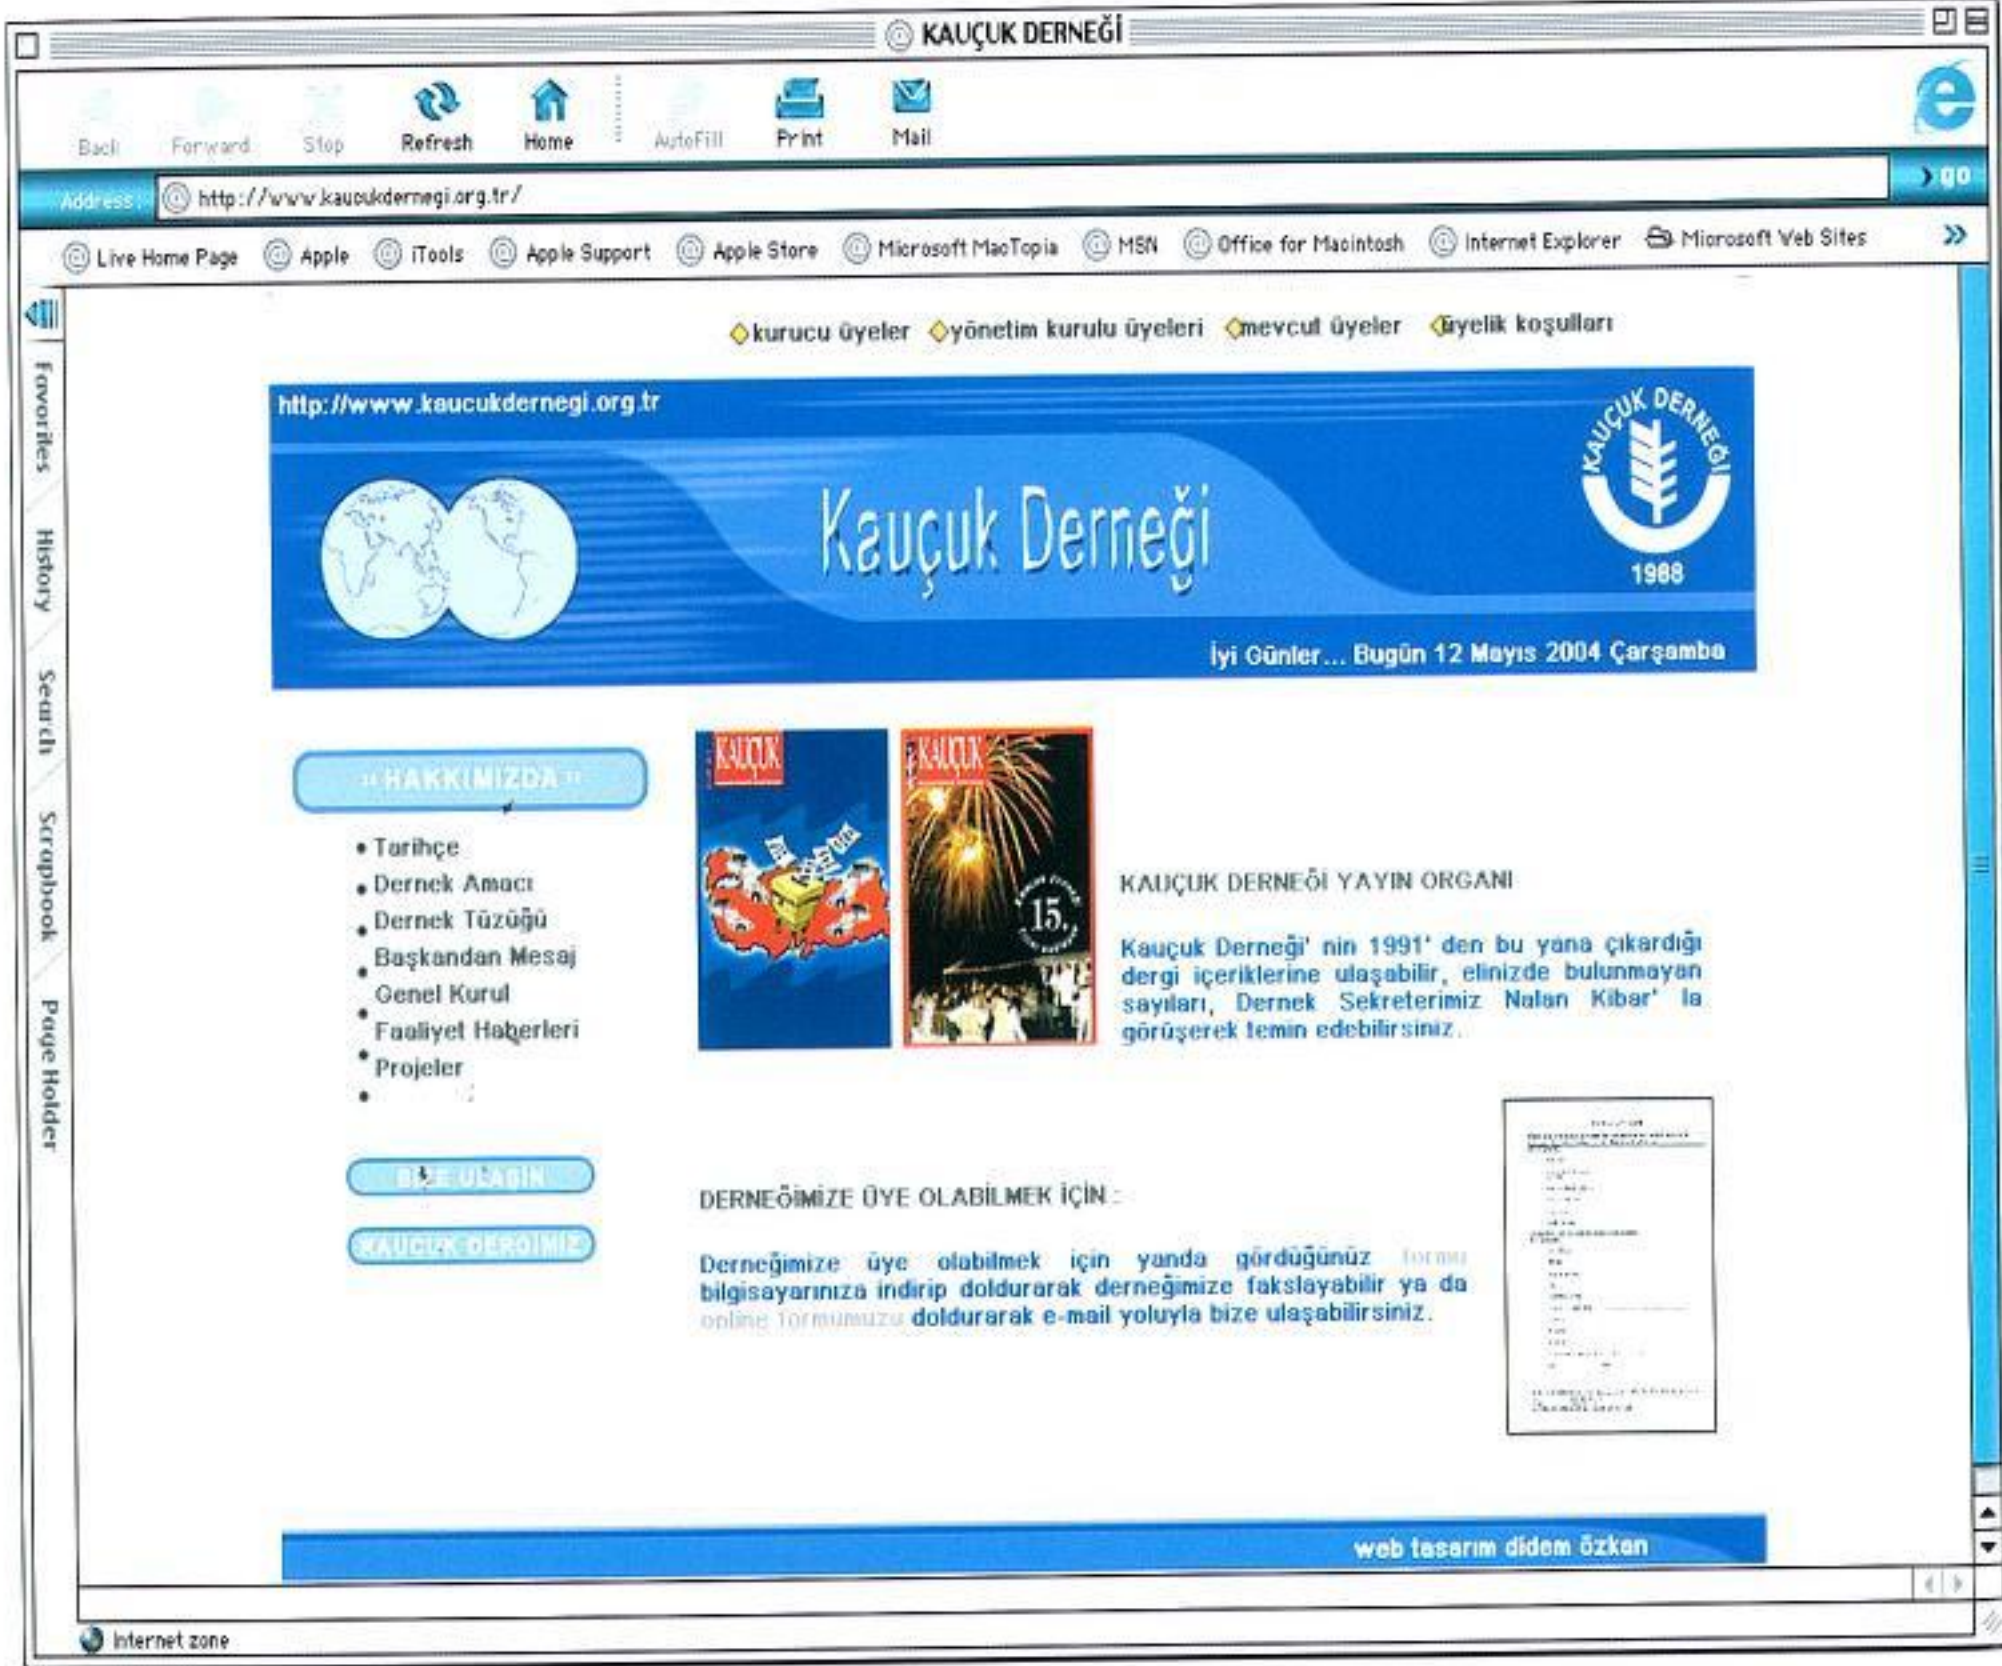 KAUÇUK DERNEĞİ
Back Forward Stop Refresh Home AutoFill Print Mail
Address: http://www.kaucukdernegi.org.tr/ go
Live Home Page Apple iTools Apple Support Apple Store Microsoft MacTopia MSN Office for Macintosh Internet Explorer Microsoft Web Sites
Favorites
History
Search
Scrapbook
Page Holder
kurucu üyeler yönetim kurulu üyeleri mevcut üyeler üyelik koşulları
http://www.kaucukdernegi.org.tr
KAUÇUK DERNEĞİ
1988
Kauçuk Derneği
İyi Günler... Bugün 12 Mayıs 2004 Çarşamba
HAKKIMIZDA
Tarihçe
Dernek Amacı
Dernek Tüzüğü
Başkandan Mesaj
Genel Kurul
Faaliyet Haberleri
Projeler
BİZE ULAŞIN
KAUÇUK DERGİMİZ
KAUÇUK
KAUÇUK
15.
KAUÇUK DERNEĞİ YAYIN ORGANI
Kauçuk Derneği' nin 1991' den bu yana çıkardığı
dergi içeriklerine ulaşabilir, elinizde bulunmayan
sayıları, Dernek Sekreterimiz Nalan Kibar' la
görüşerek temin edebilirsiniz.
DERNEĞİMİZE ÜYE OLABİLMEK İÇİN :
Derneğimize üye olabilmek için yanda gördüğünüz formu
bilgisayarınıza indirip doldurarak derneğimize fakslayabilir ya da
online formumuzu doldurarak e-mail yoluyla bize ulaşabilirsiniz.
web tasarım didem özkan
Internet zone